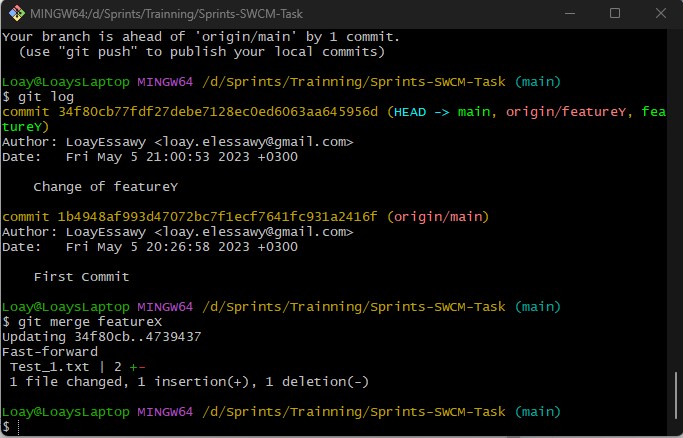 MINGW64:/d/Sprints/Trainning/Sprints-SWCM-Task
Your branch is ahead of 'origin/main' by 1 commit.
  (use "git push" to publish your local commits)

Loay@LoaysLaptop MINGW64 /d/Sprints/Trainning/Sprints-SWCM-Task (main)
$ git log
commit 34f80cb77fdf27debe7128ec0ed6063aa645956d (HEAD -> main, origin/featureY, fea
tureY)
Author: LoayEssawy <loay.elessawy@gmail.com>
Date:   Fri May 5 21:00:53 2023 +0300

    Change of featureY

commit 1b4948af993d47072bc7f1ecf7641fc931a2416f (origin/main)
Author: LoayEssawy <loay.elessawy@gmail.com>
Date:   Fri May 5 20:26:58 2023 +0300

    First Commit

Loay@LoaysLaptop MINGW64 /d/Sprints/Trainning/Sprints-SWCM-Task (main)
$ git merge featureX
Updating 34f80cb..4739437
Fast-forward
 Test_1.txt | 2 +-
 1 file changed, 1 insertion(+), 1 deletion(-)

Loay@LoaysLaptop MINGW64 /d/Sprints/Trainning/Sprints-SWCM-Task (main)
$